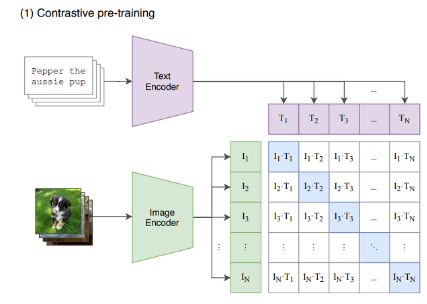 (1) Contrastive pre-training
Pepper the
aussie pup
Text
Encoder
...
T1 T2 T3 ... TN
I1 I1·T1 I1·T2 I1·T3 ... I1·TN
I2 I2·T1 I2·T2 I2·T3 ... I2·TN
Image
Encoder
I3 I3·T1 I3·T2 I3·T3 ... I3·TN
⋮ ⋮ ⋮ ⋮ ⋮ ⋱ ⋮
IN IN·T1 IN·T2 IN·T3 ... IN·TN